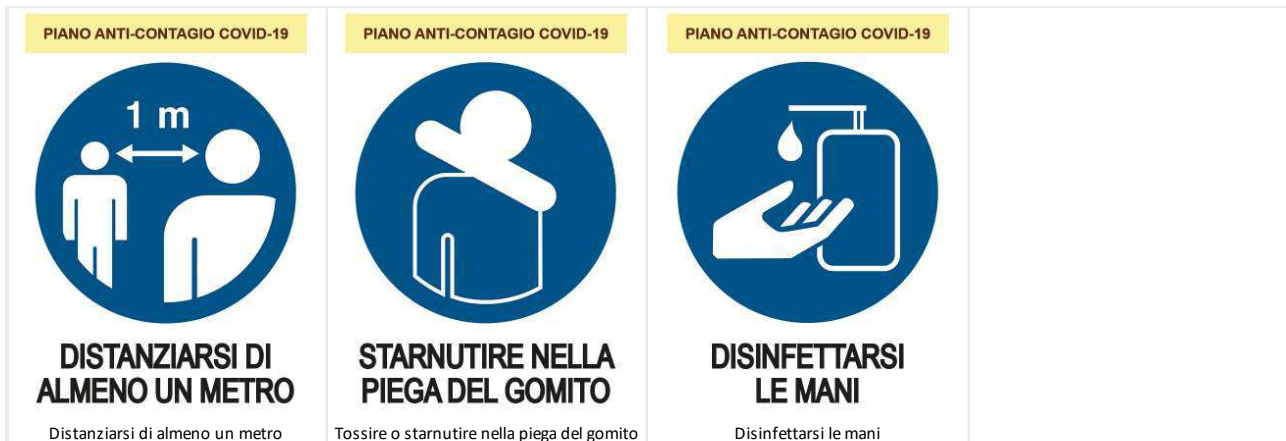 PIANO ANTI-CONTAGIO COVID-19
1 m
DISTANZIARSI DI
ALMENO UN METRO
Distanziarsi di almeno un metro
PIANO ANTI-CONTAGIO COVID-19
STARNUTIRE NELLA
PIEGA DEL GOMITO
Tossire o starnutire nella piega del gomito
PIANO ANTI-CONTAGIO COVID-19
DISINFETTARSI
LE MANI
Disinfettarsi le mani